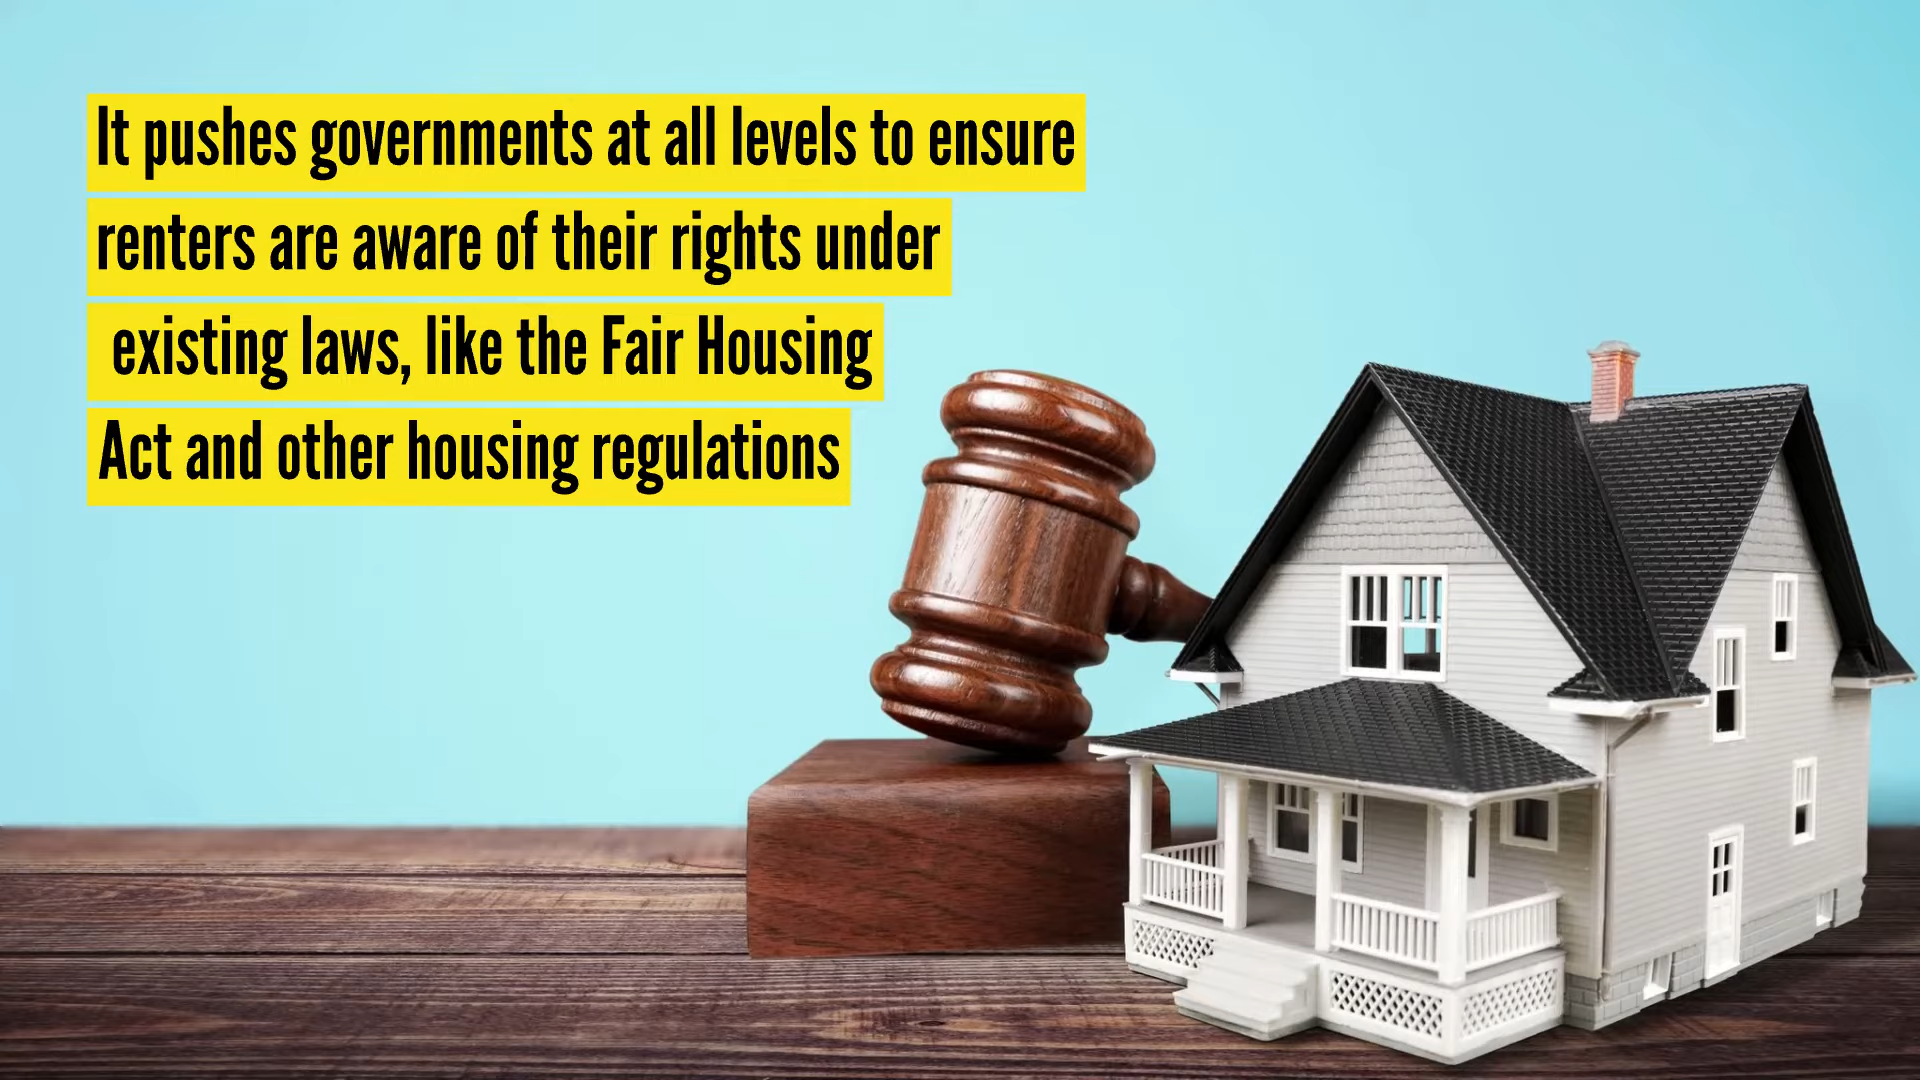 It pushes governments at all levels to ensure
renters are aware of their rights under
existing laws, like the Fair Housing
Act and other housing regulations